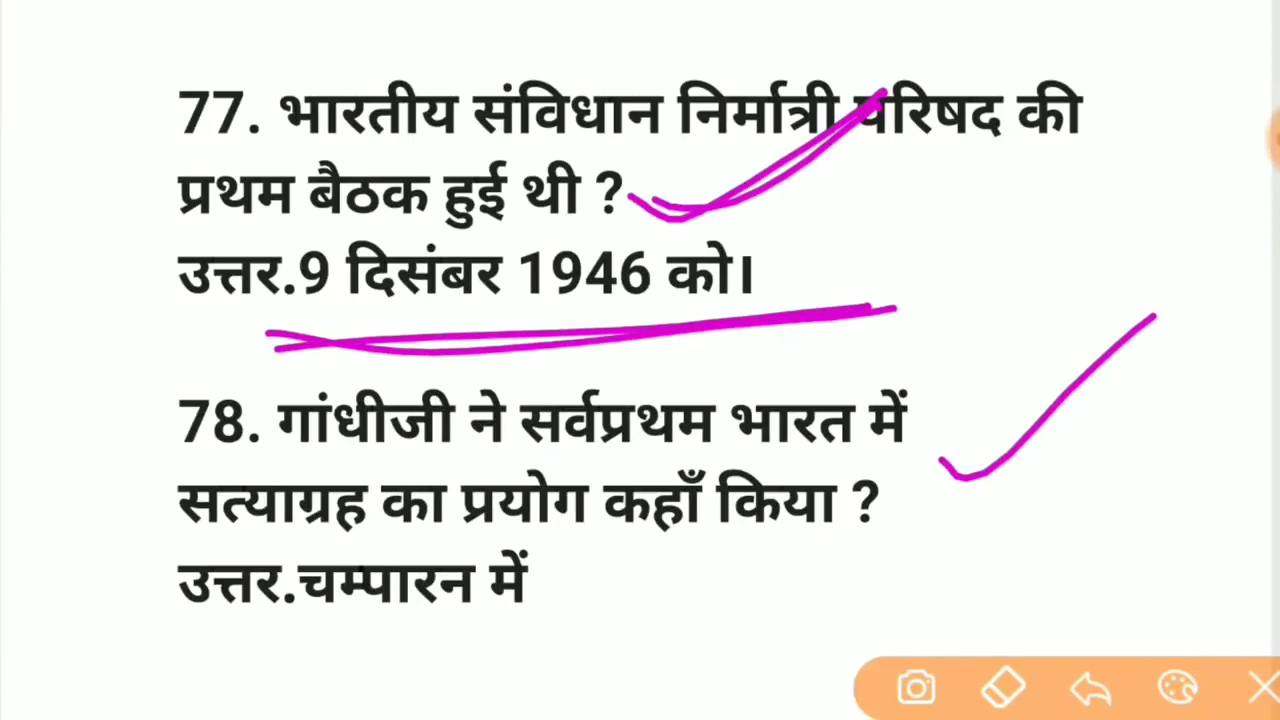 77. भारतीय संविधान निर्मात्री परिषद की
प्रथम बैठक हुई थी ?
उत्तर.9 दिसंबर 1946 को।
78. गांधीजी ने सर्वप्रथम भारत में
सत्याग्रह का प्रयोग कहाँ किया ?
उत्तर.चम्पारन में